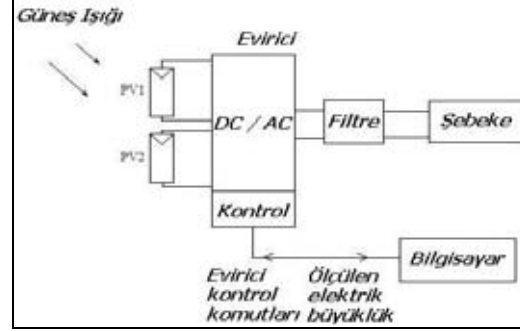 Güneş Işığı
Evirici
PV1
PV2
DC / AC
Filtre
Şebeke
Kontrol
Bilgisayar
Evirici
kontrol
komutları
Ölçülen
elektrik
büyüklük